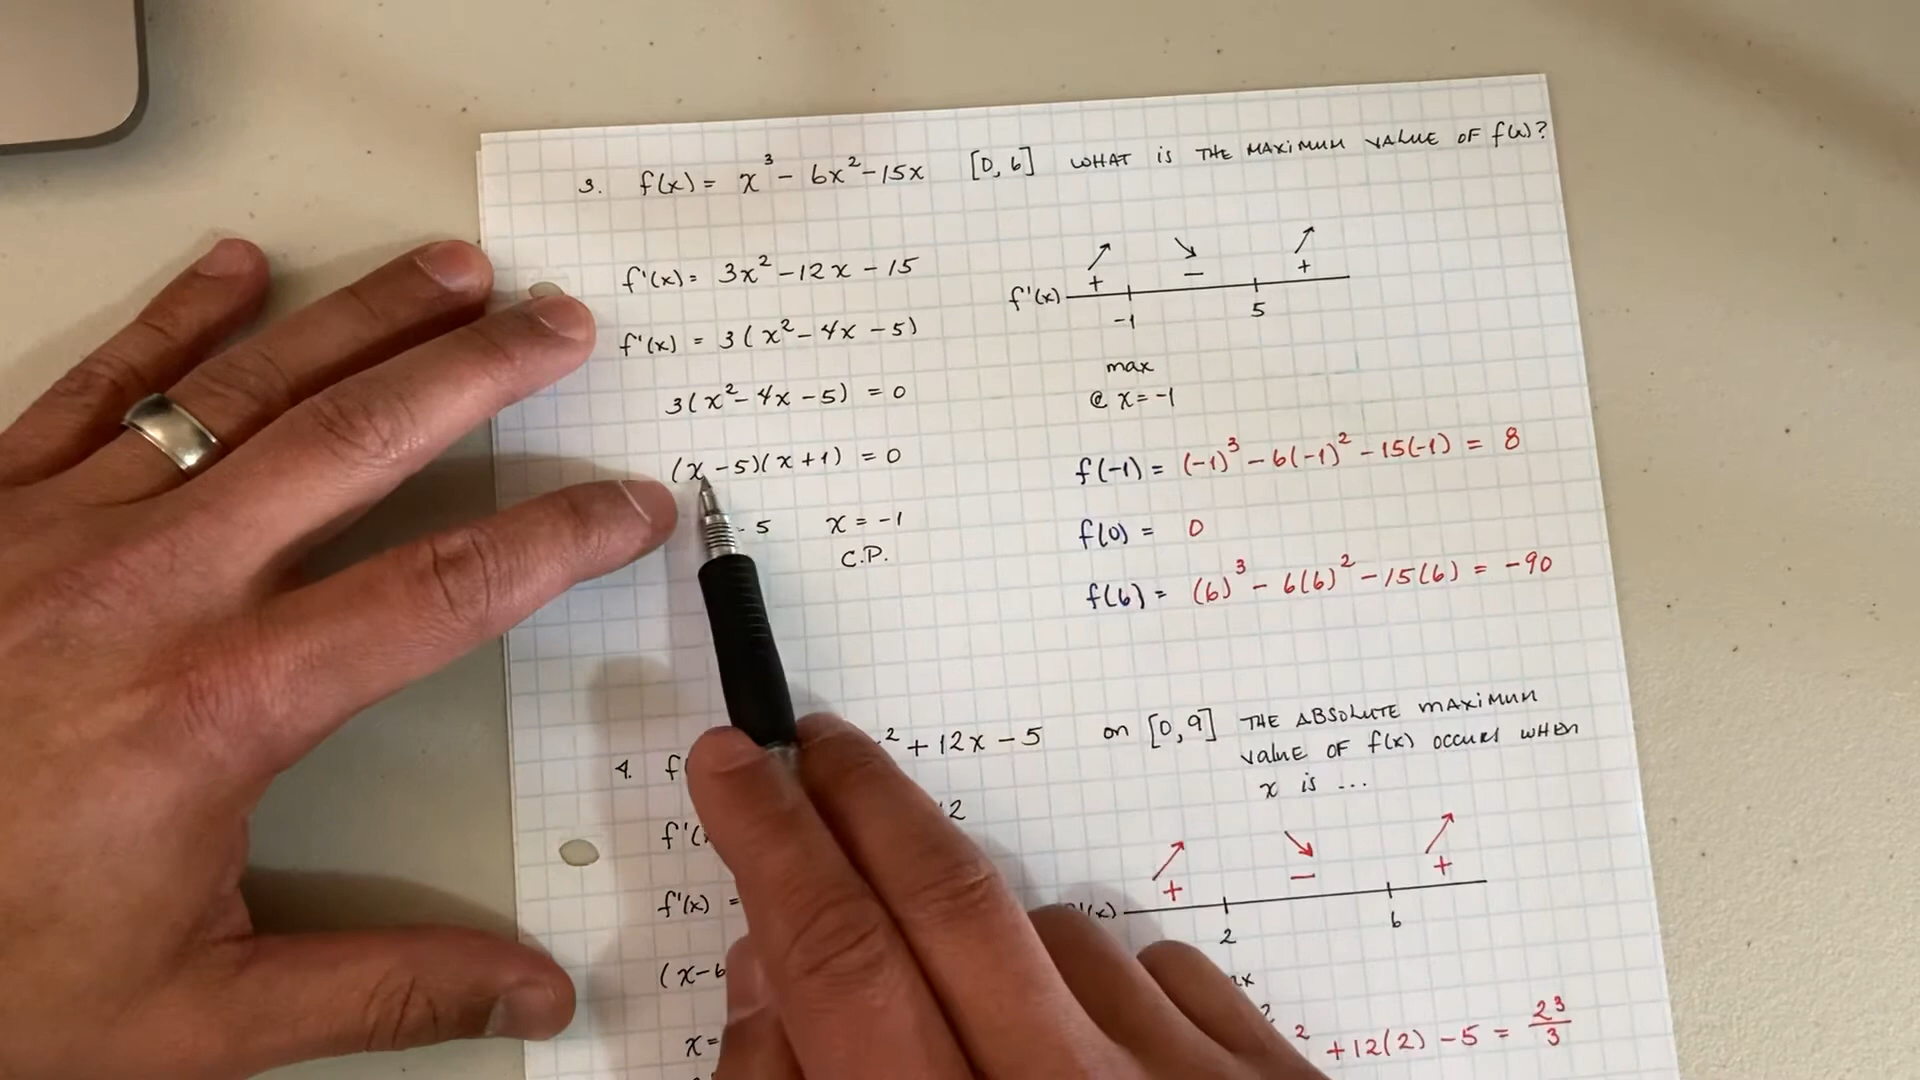 3. f(x) = x³ - 6x² - 15x [0, 6] WHAT is THE MAXIMUM VALUE OF f(x)?
f'(x) = 3x² - 12x - 15
f'(x) = 3(x² - 4x - 5)
3(x² - 4x - 5) = 0
(x - 5)(x + 1) = 0
5 x = -1
C.P.
f'(x) + - +
-1 5
max
@ x = -1
f(-1) = (-1)³ - 6(-1)² - 15(-1) = 8
f(0) = 0
f(6) = (6)³ - 6(6)² - 15(6) = -90
4. f( ² + 12x - 5 on [0, 9] THE ABSOLUTE MAXIMUM
VALUE OF f(x) OCCURS WHEN
x is ...
f'( 2
f'(x) =
(x - 6
x =
'(x) + - +
2 6
² + 12(2) - 5 = 23/3